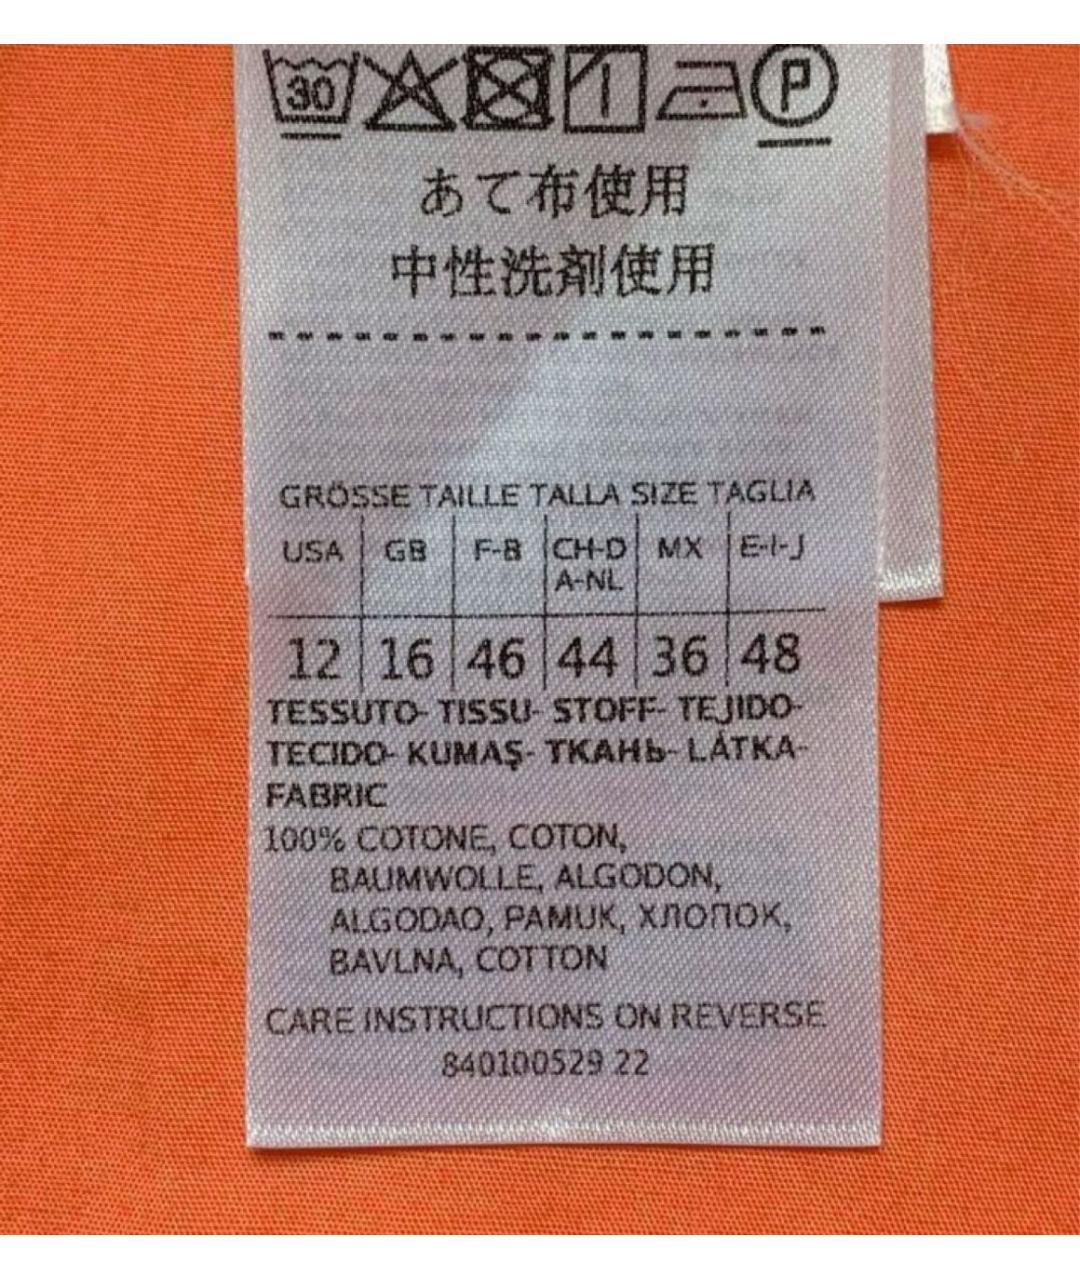 30 P
あて布使用
中性洗剤使用
GRÖSSE TAILLE TALLA SIZE TAGLIA
USA GB F-B CH-D MX E-I-J
A-NL
12 16 46 44 36 48
TESSUTO- TISSU- STOFF- TEJIDO-
TECIDO- KUMAŞ- ТКАНЬ- LÁTKA-
FABRIC
100% COTONE, COTON,
BAUMWOLLE, ALGODON,
ALGODAO, PAMUK, ХЛОПОК,
BAVLNA, COTTON
CARE INSTRUCTIONS ON REVERSE
840100529 22